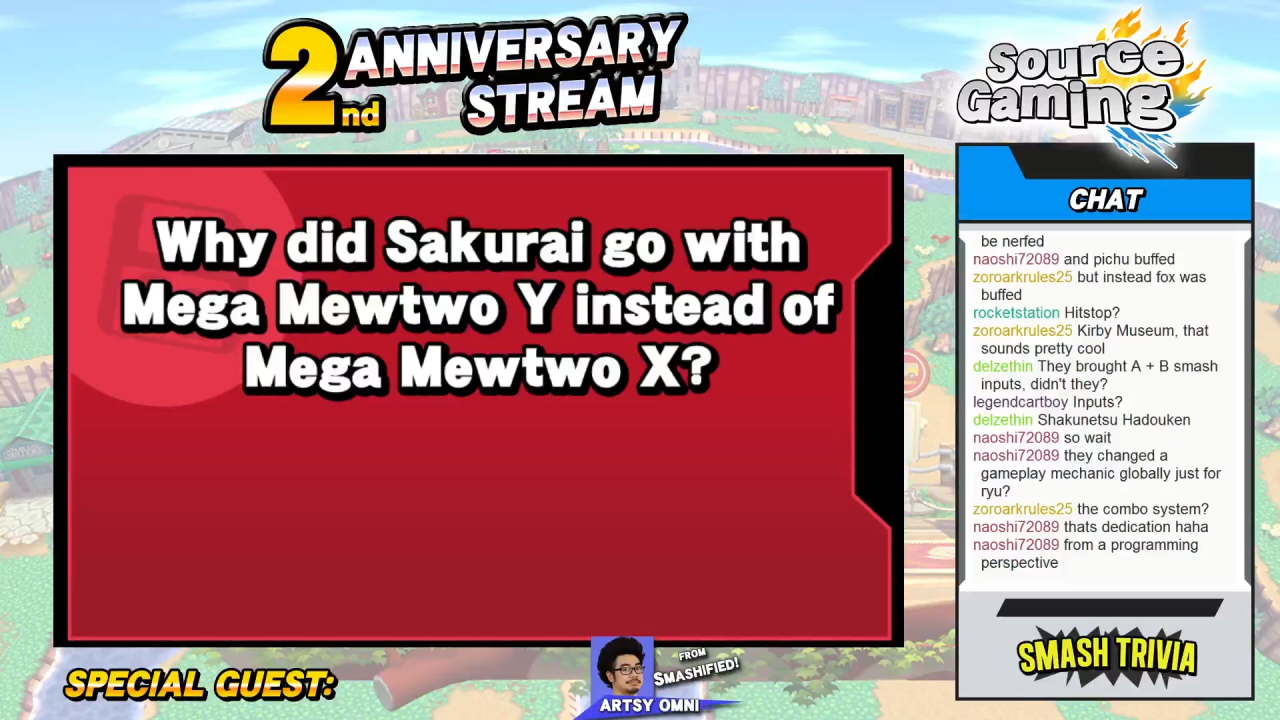 2nd ANNIVERSARY
STREAM
Source
Gaming
Why did Sakurai go with
Mega Mewtwo Y instead of
Mega Mewtwo X?
CHAT
be nerfed
naoshi72089 and pichu buffed
zoroarkrules25 but instead fox was
buffed
rocketstation Hitstop?
zoroarkrules25 Kirby Museum, that
sounds pretty cool
delzethin They brought A + B smash
inputs, didn't they?
legendcartboy Inputs?
delzethin Shakunetsu Hadouken
naoshi72089 so wait
naoshi72089 they changed a
gameplay mechanic globally just for
ryu?
zoroarkrules25 the combo system?
naoshi72089 thats dedication haha
naoshi72089 from a programming
perspective
SMASH TRIVIA
SPECIAL GUEST:
FROM
SMASHIFIED!
ARTSY OMNI